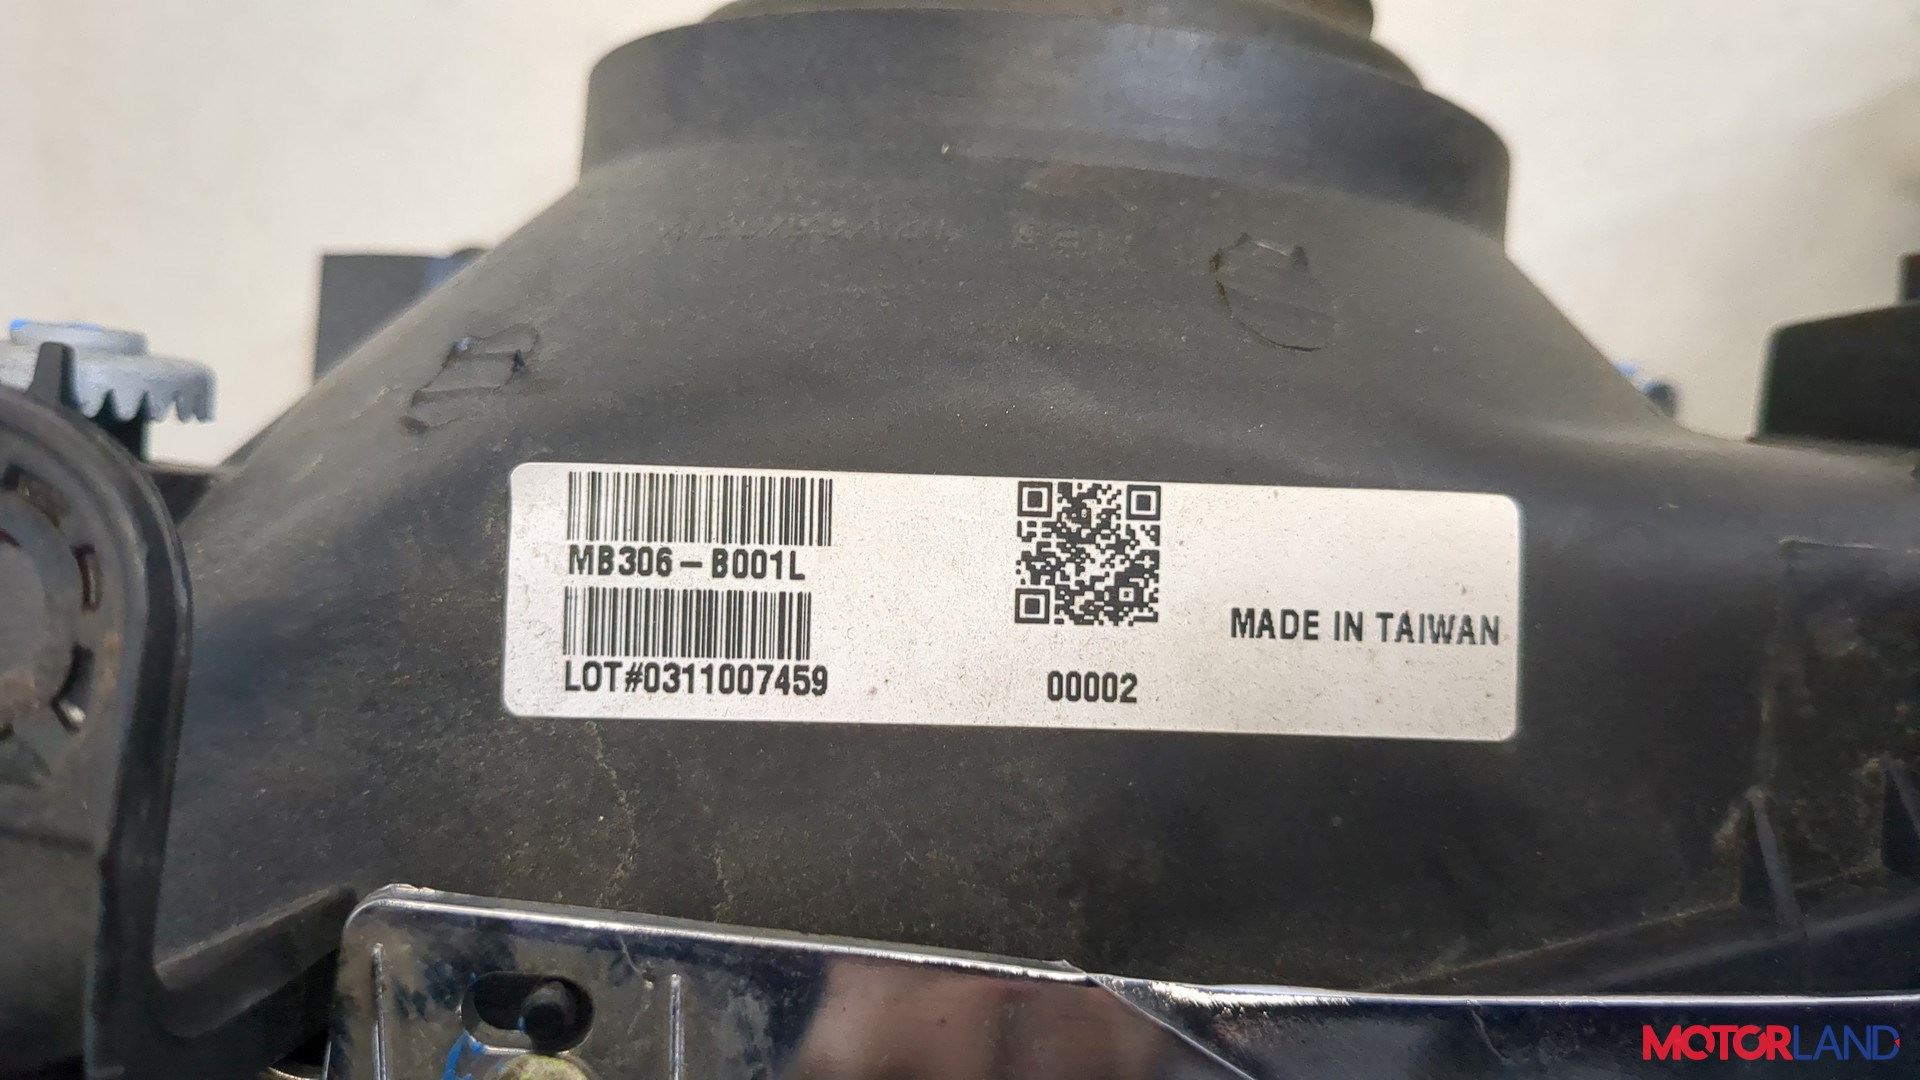 MB306-B001L
LOT#0311007459
00002
MADE IN TAIWAN
MOTORLAND